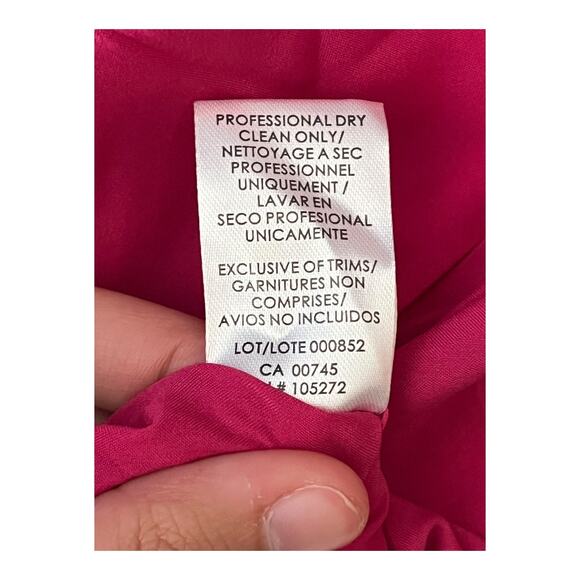 PROFESSIONAL DRY
CLEAN ONLY/
NETTOYAGE A SEC
PROFESSIONNEL
UNIQUEMENT /
LAVAR EN
SECO PROFESIONAL
UNICAMENTE
EXCLUSIVE OF TRIMS/
GARNITURES NON
COMPRISES/
AVIOS NO INCLUIDOS
LOT/LOTE 000852
CA 00745
# 105272